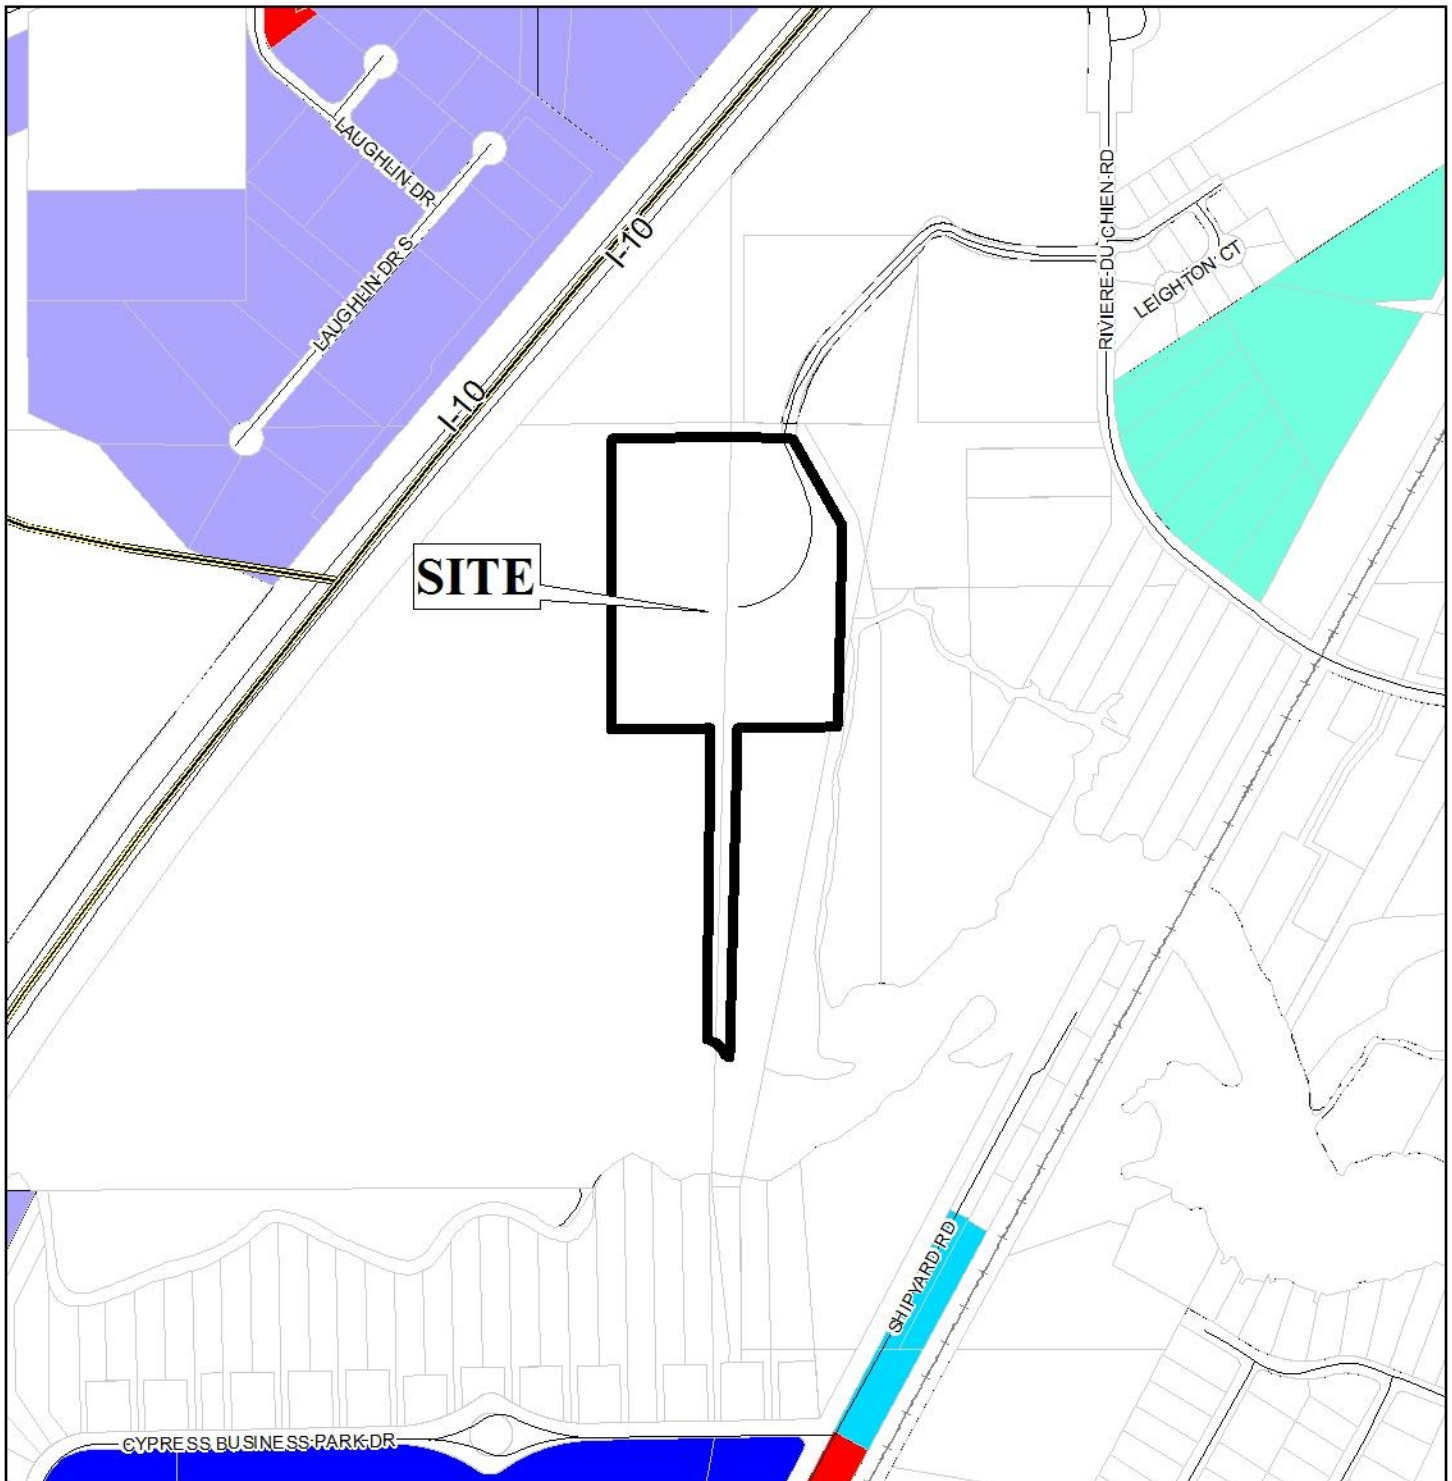 LAUGHLIN DR
LAUGHLIN DR S
I-10
I-10
RIVIERE DU CHIEN RD
LEIGHTON CT
SITE
SHIPYARD RD
CYPRESS BUSINESS PARK DR